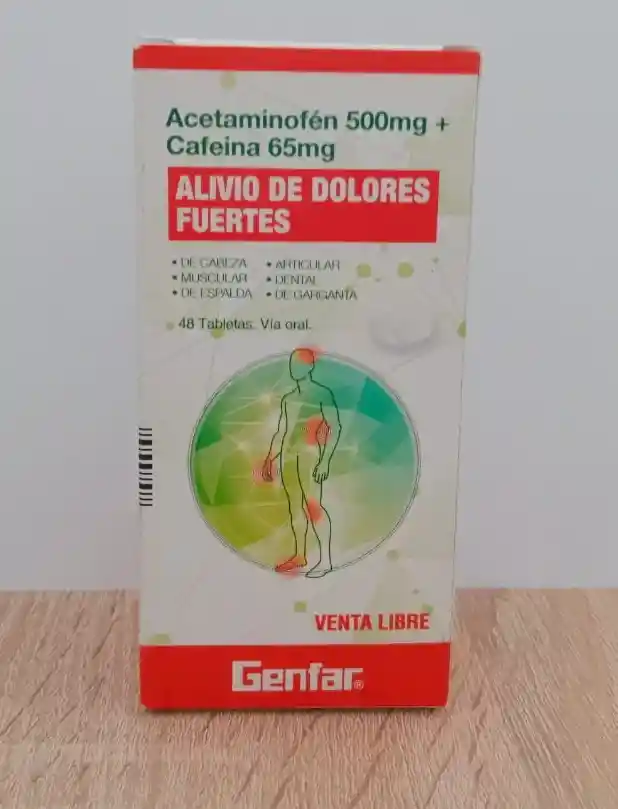 Acetaminofén 500mg +
Cafeina 65mg
ALIVIO DE DOLORES
FUERTES
• DE CABEZA • ARTICULAR
• MUSCULAR • DENTAL
• DE ESPALDA • DE GARGANTA
48 Tabletas. Vía oral.
VENTA LIBRE
Genfar®